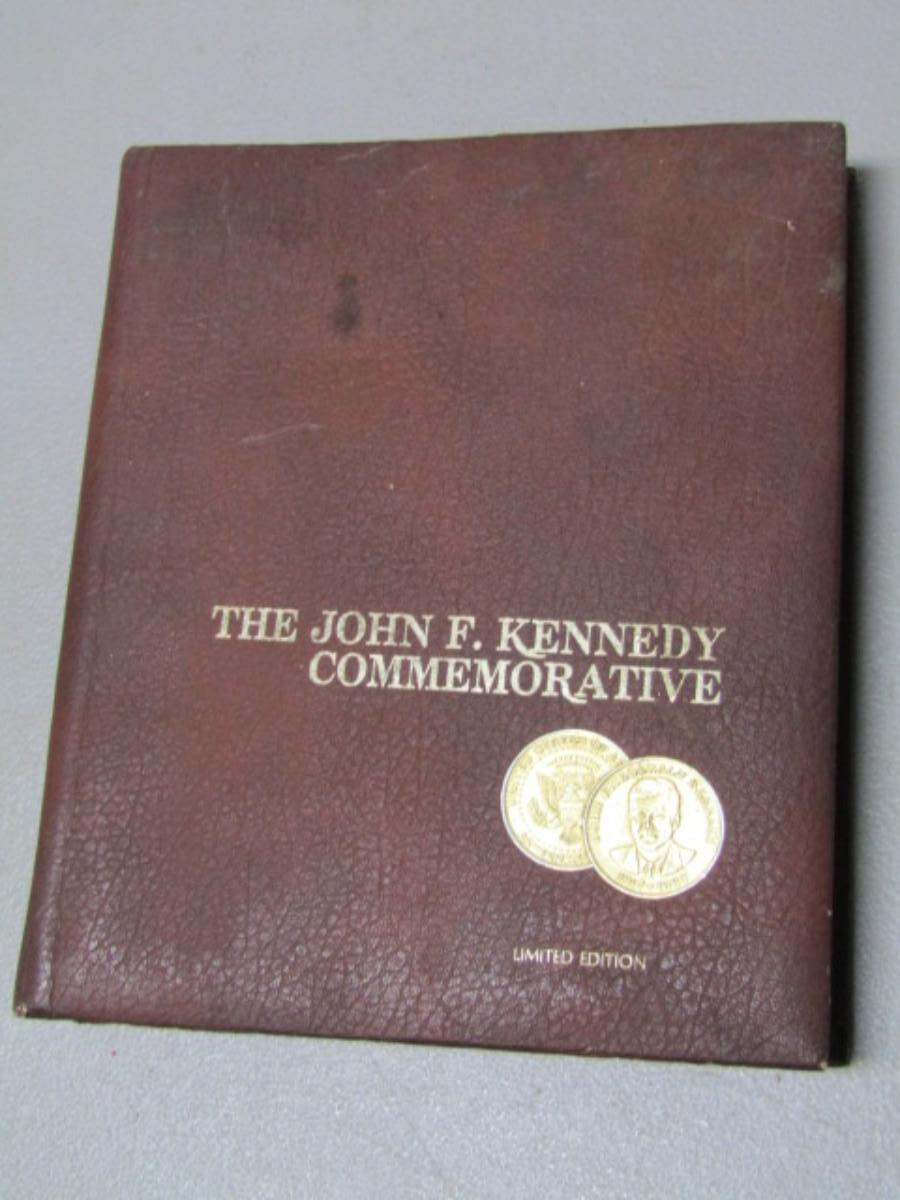 THE JOHN F. KENNEDY
COMMEMORATIVE
LIMITED EDITION